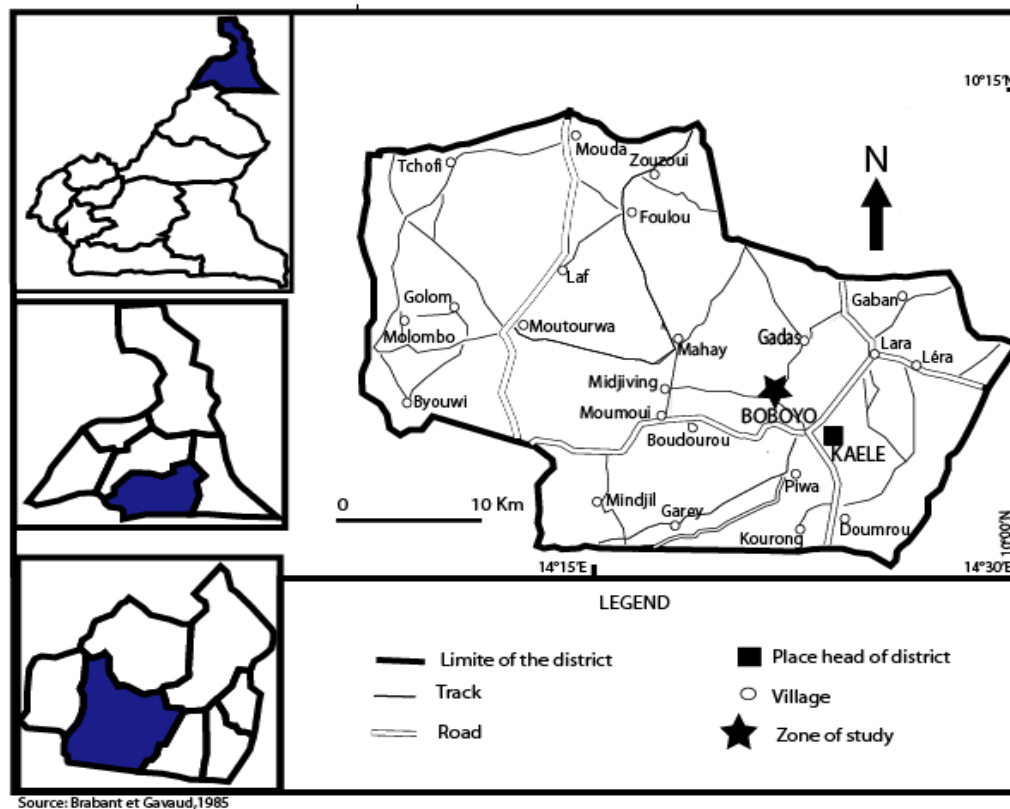 10°15'N
N
Mouda
Tchofi
Zouzoui
Foulou
Laf
Gaban
Golom
Molombo
Moutourwa
Mahay
Gadas
Lara
Léra
Midjiving
Byouwi
Moumoui
BOBOYO
Boudourou
KAELE
0 10 Km
Piwa
Mindjil
Garey
Kourong
Doumrou
10°00'N
14°15'E
14°30'E
LEGEND
Limite of the district
Place head of district
Track
Village
Road
Zone of study
Source: Brabant et Gavaud,1985